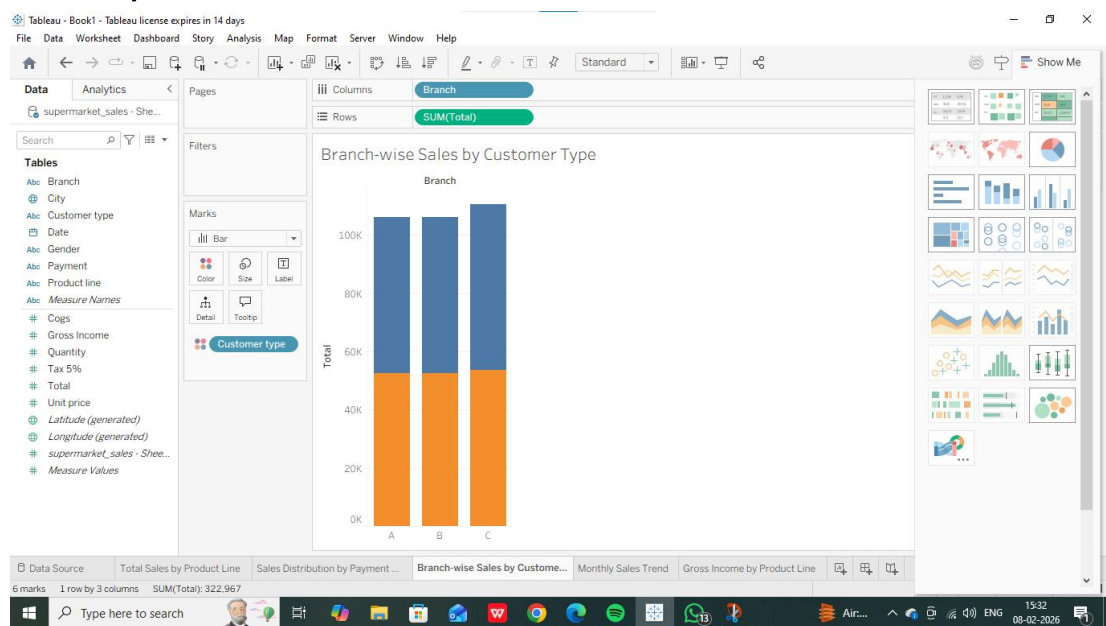 Tableau - Book1 - Tableau license expires in 14 days
File Data Worksheet Dashboard Story Analysis Map Format Server Window Help
Standard
Show Me
Data Analytics
supermarket_sales - She...
Search
Tables
Abc Branch
City
Abc Customer type
Date
Abc Gender
Abc Payment
Abc Product line
Abc Measure Names
# Cogs
# Gross Income
# Quantity
# Tax 5%
# Total
# Unit price
Latitude (generated)
Longitude (generated)
# supermarket_sales - Shee...
# Measure Values
Pages
Filters
Marks
Bar
Color Size Label
Detail Tooltip
Customer type
Columns Branch
Rows SUM(Total)
Branch-wise Sales by Customer Type
Branch
Total
100K
80K
60K
40K
20K
0K
A B C
Data Source Total Sales by Product Line Sales Distribution by Payment ... Branch-wise Sales by Custome... Monthly Sales Trend Gross Income by Product Line
6 marks 1 row by 3 columns SUM(Total): 322,967
Type here to search
13
Air:...
ENG
15:32
08-02-2026
1